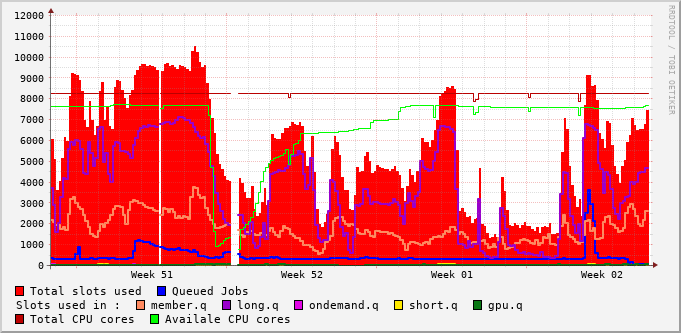 12000
11000
10000
9000
8000
7000
6000
5000
4000
3000
2000
1000
0
Week 51 Week 52 Week 01 Week 02
RRDTOOL / TOBI OETIKER
Total slots used Queued Jobs
Slots used in : member.q long.q ondemand.q short.q gpu.q
Total CPU cores Availale CPU cores